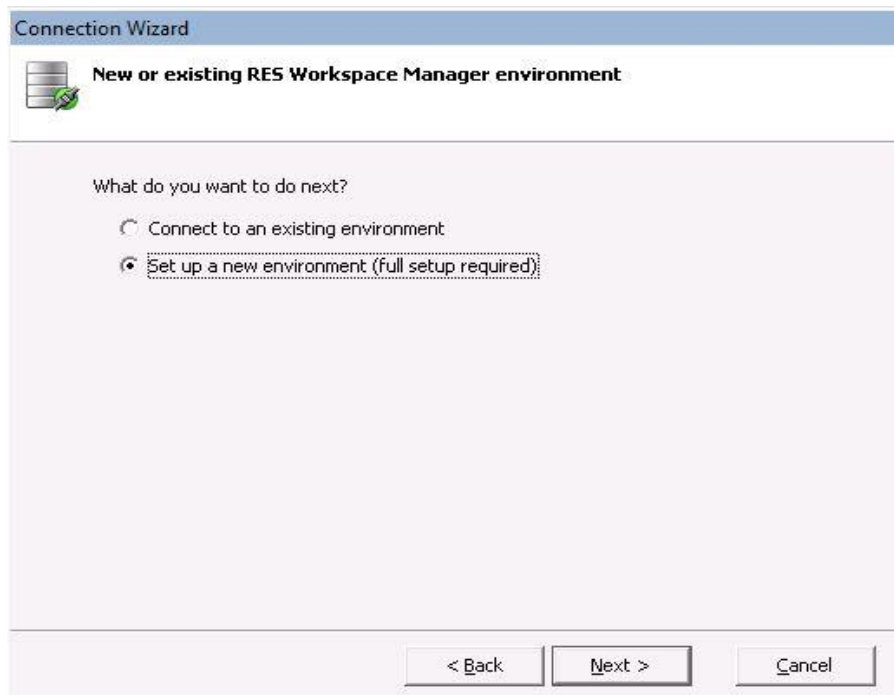 Connection Wizard
New or existing RES Workspace Manager environment
What do you want to do next?
Connect to an existing environment
Set up a new environment (full setup required)
< Back
Next >
Cancel